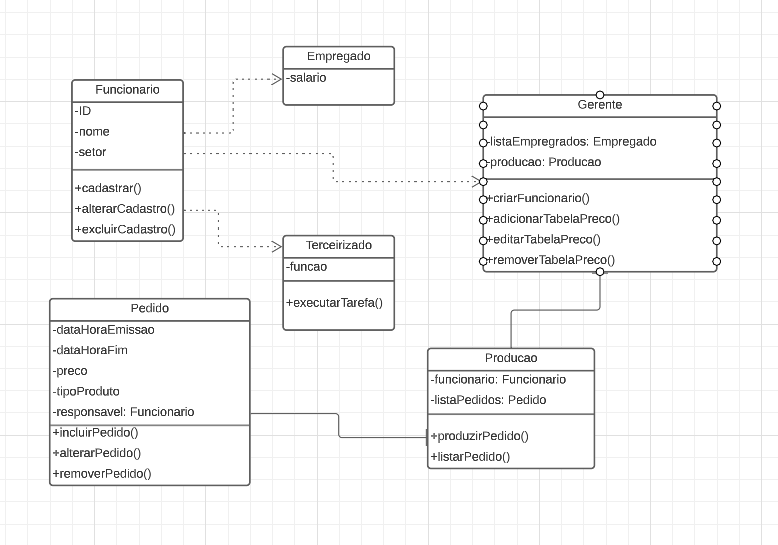 Empregado
-salario
Funcionario
-ID
-nome
-setor
+cadastrar()
+alterarCadastro()
+excluirCadastro()
Gerente
-listaEmpregrados: Empregado
-producao: Producao
+criarFuncionario()
+adicionarTabelaPreco()
+editarTabelaPreco()
+removerTabelaPreco()
Terceirizado
-funcao
+executarTarefa()
Pedido
-dataHoraEmissao
-dataHoraFim
-preco
-tipoProduto
-responsavel: Funcionario
+incluirPedido()
+alterarPedido()
+removerPedido()
Producao
-funcionario: Funcionario
-listaPedidos: Pedido
+produzirPedido()
+listarPedido()